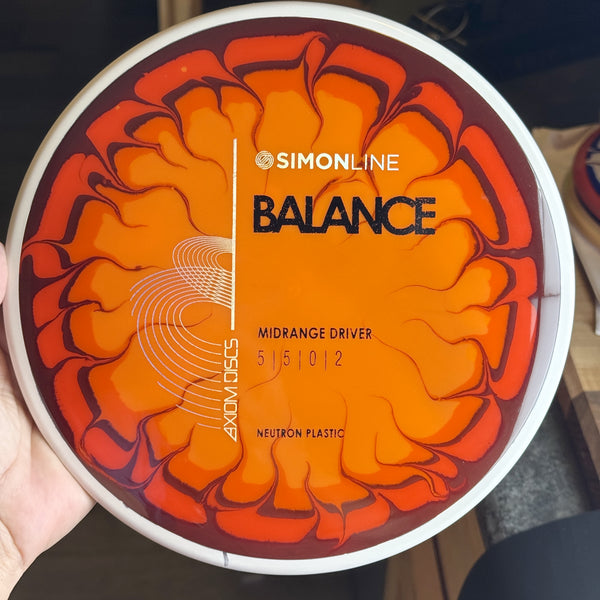 SIMONLINE
BALANCE
MIDRANGE DRIVER
5 | 5 | 0 | 2
NEUTRON PLASTIC
AXIOM DISCS